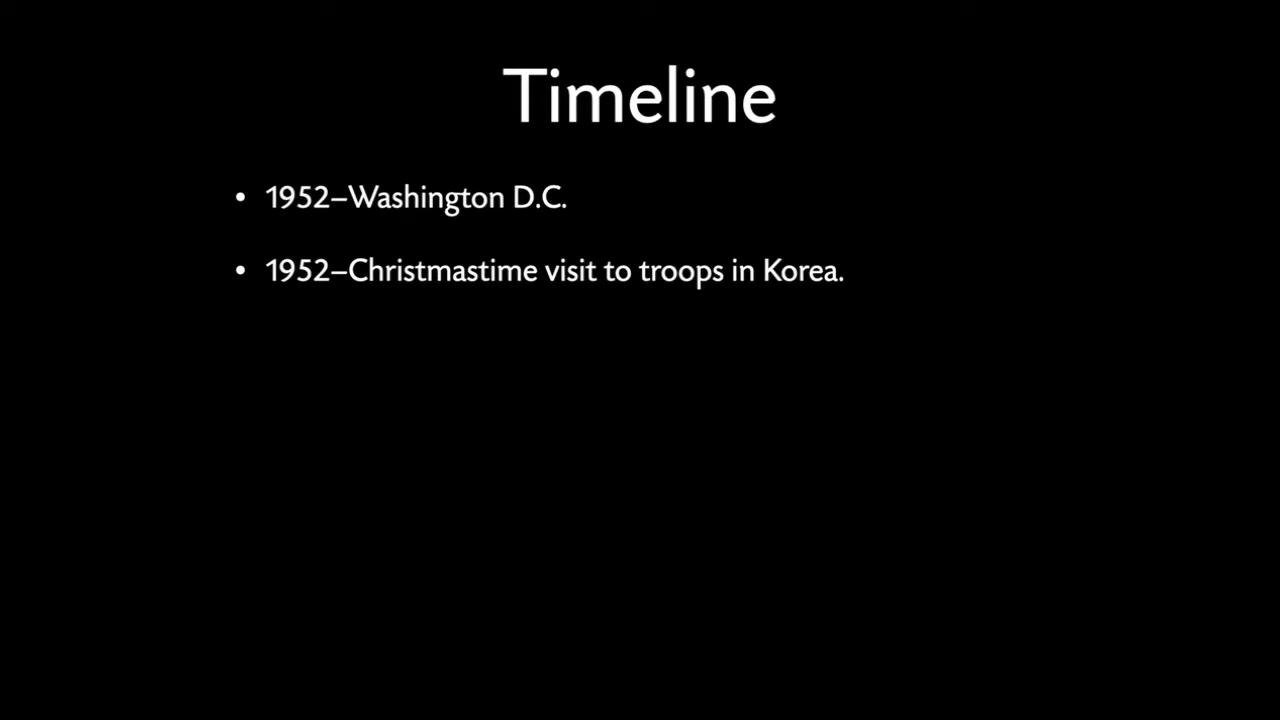 Timeline
• 1952–Washington D.C.
• 1952–Christmastime visit to troops in Korea.